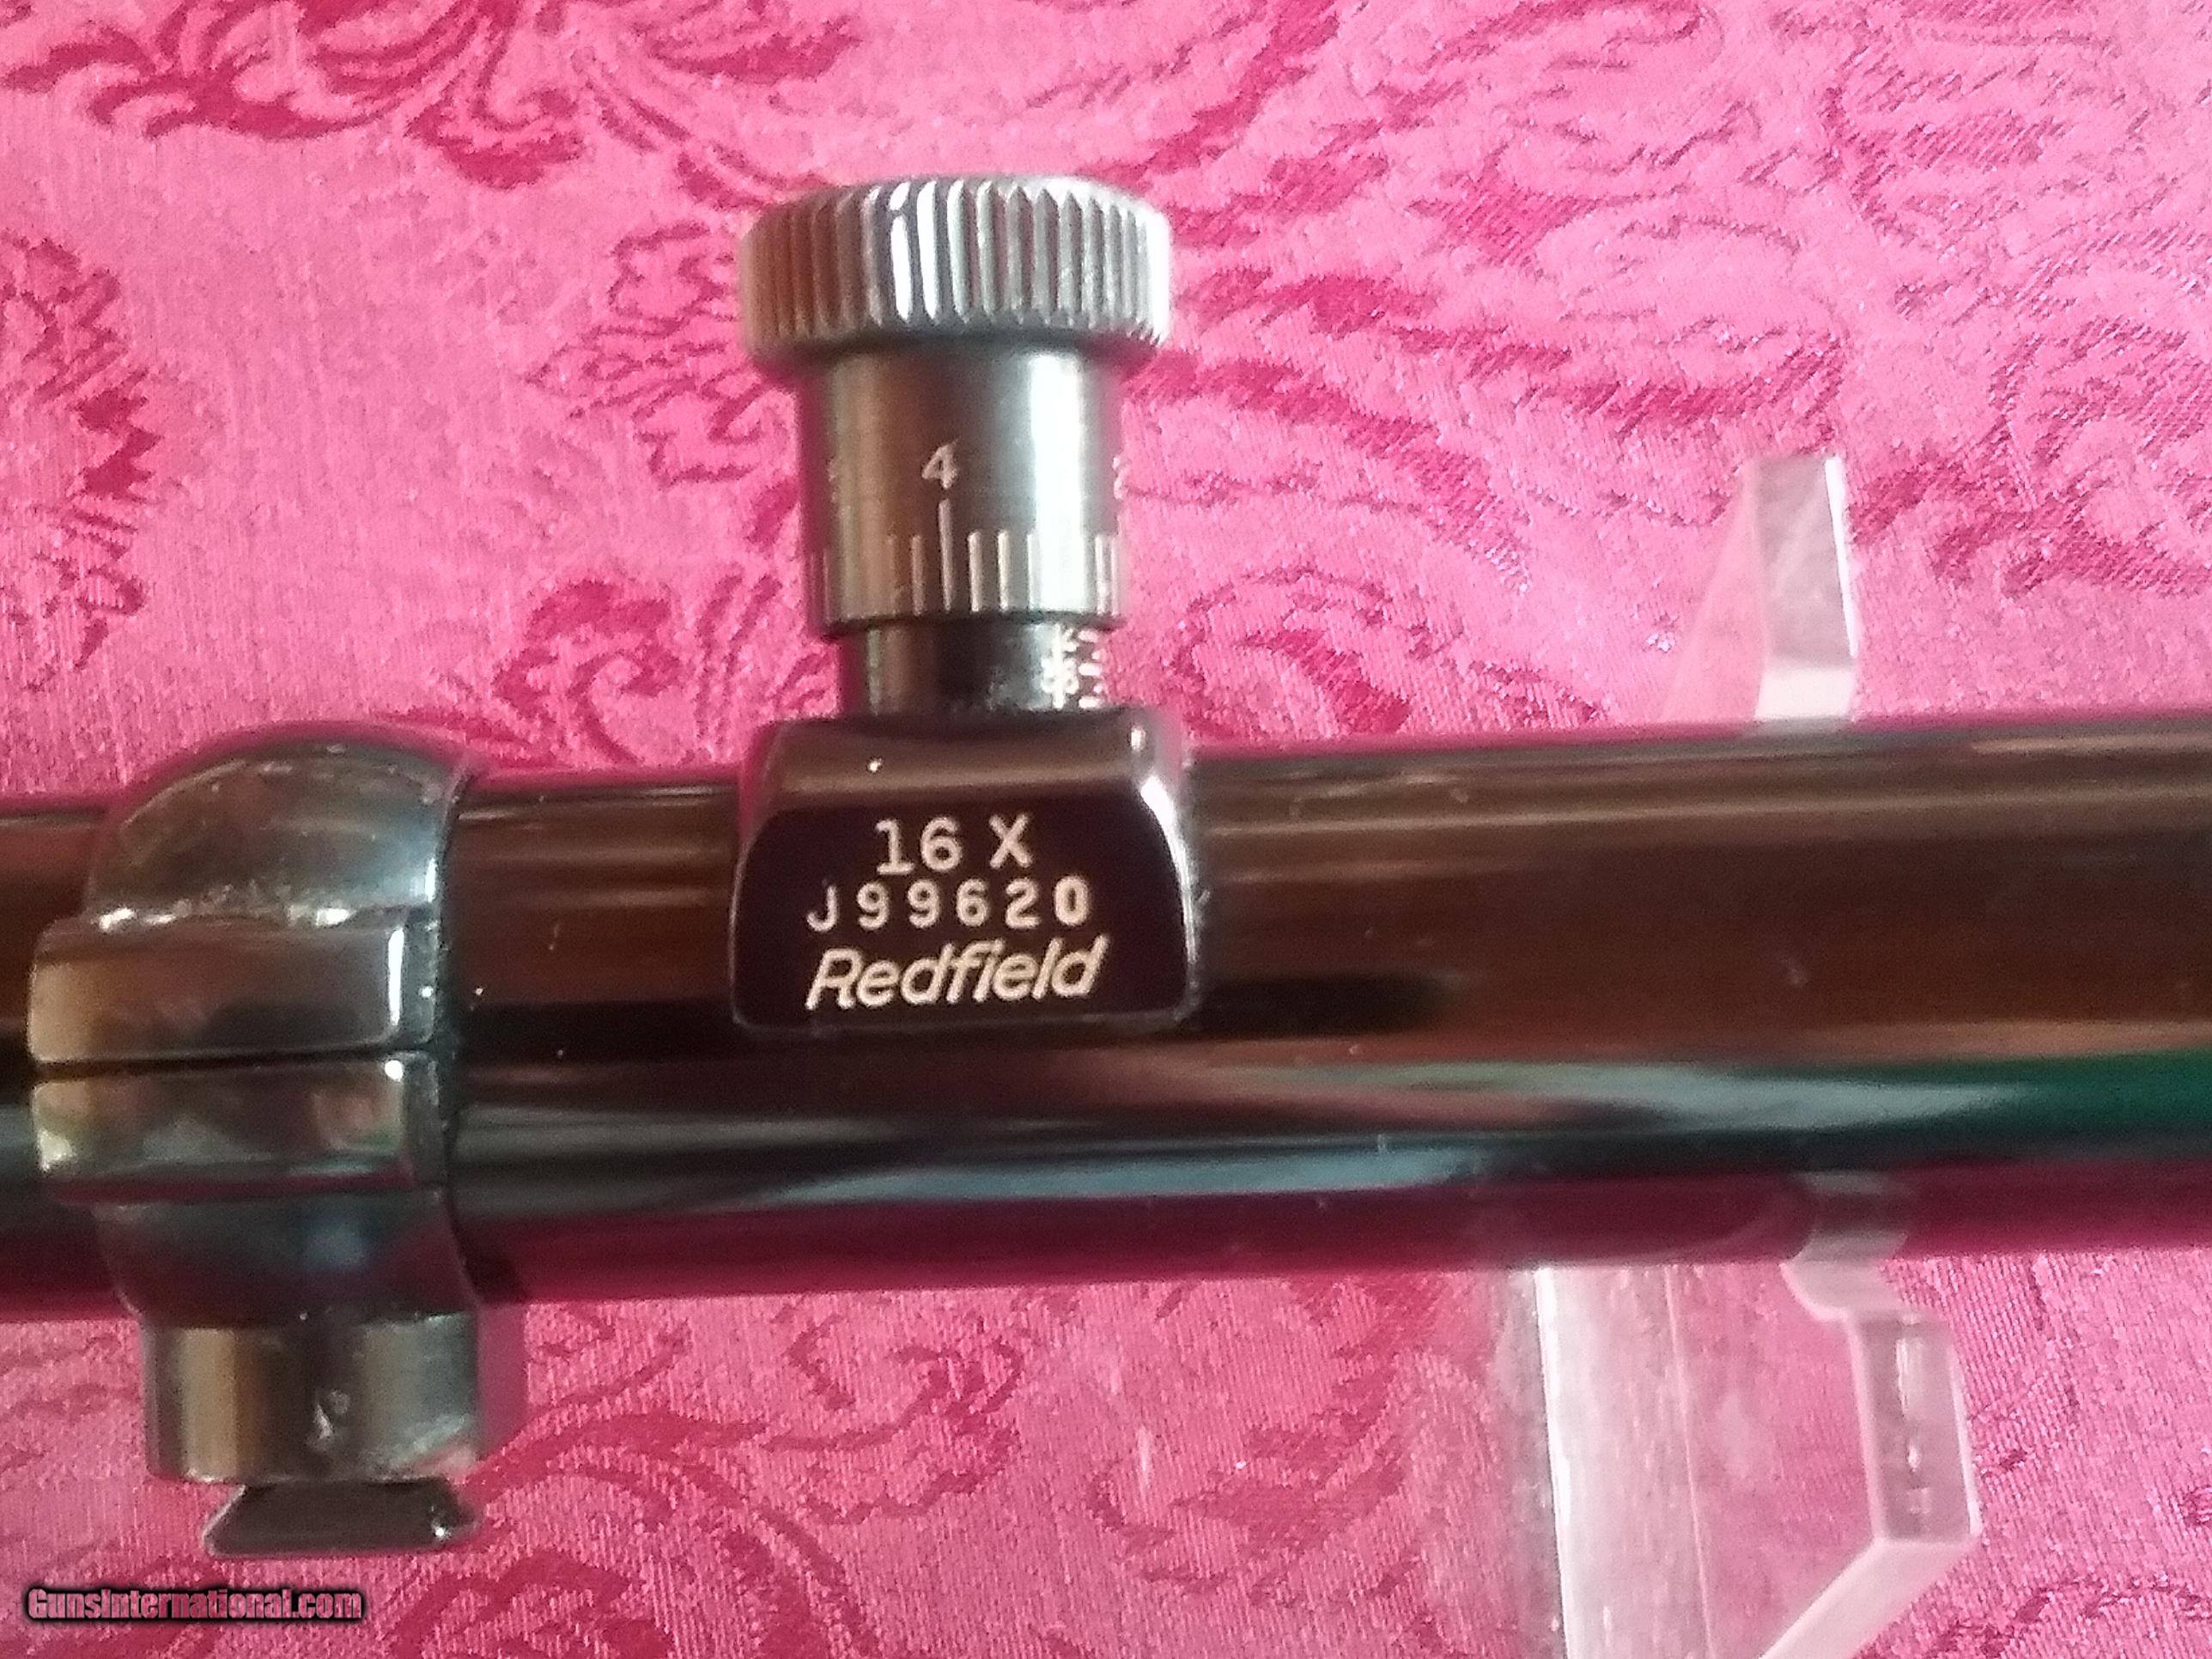 4
16 X
J99620
Redfield
GunsInternational.com